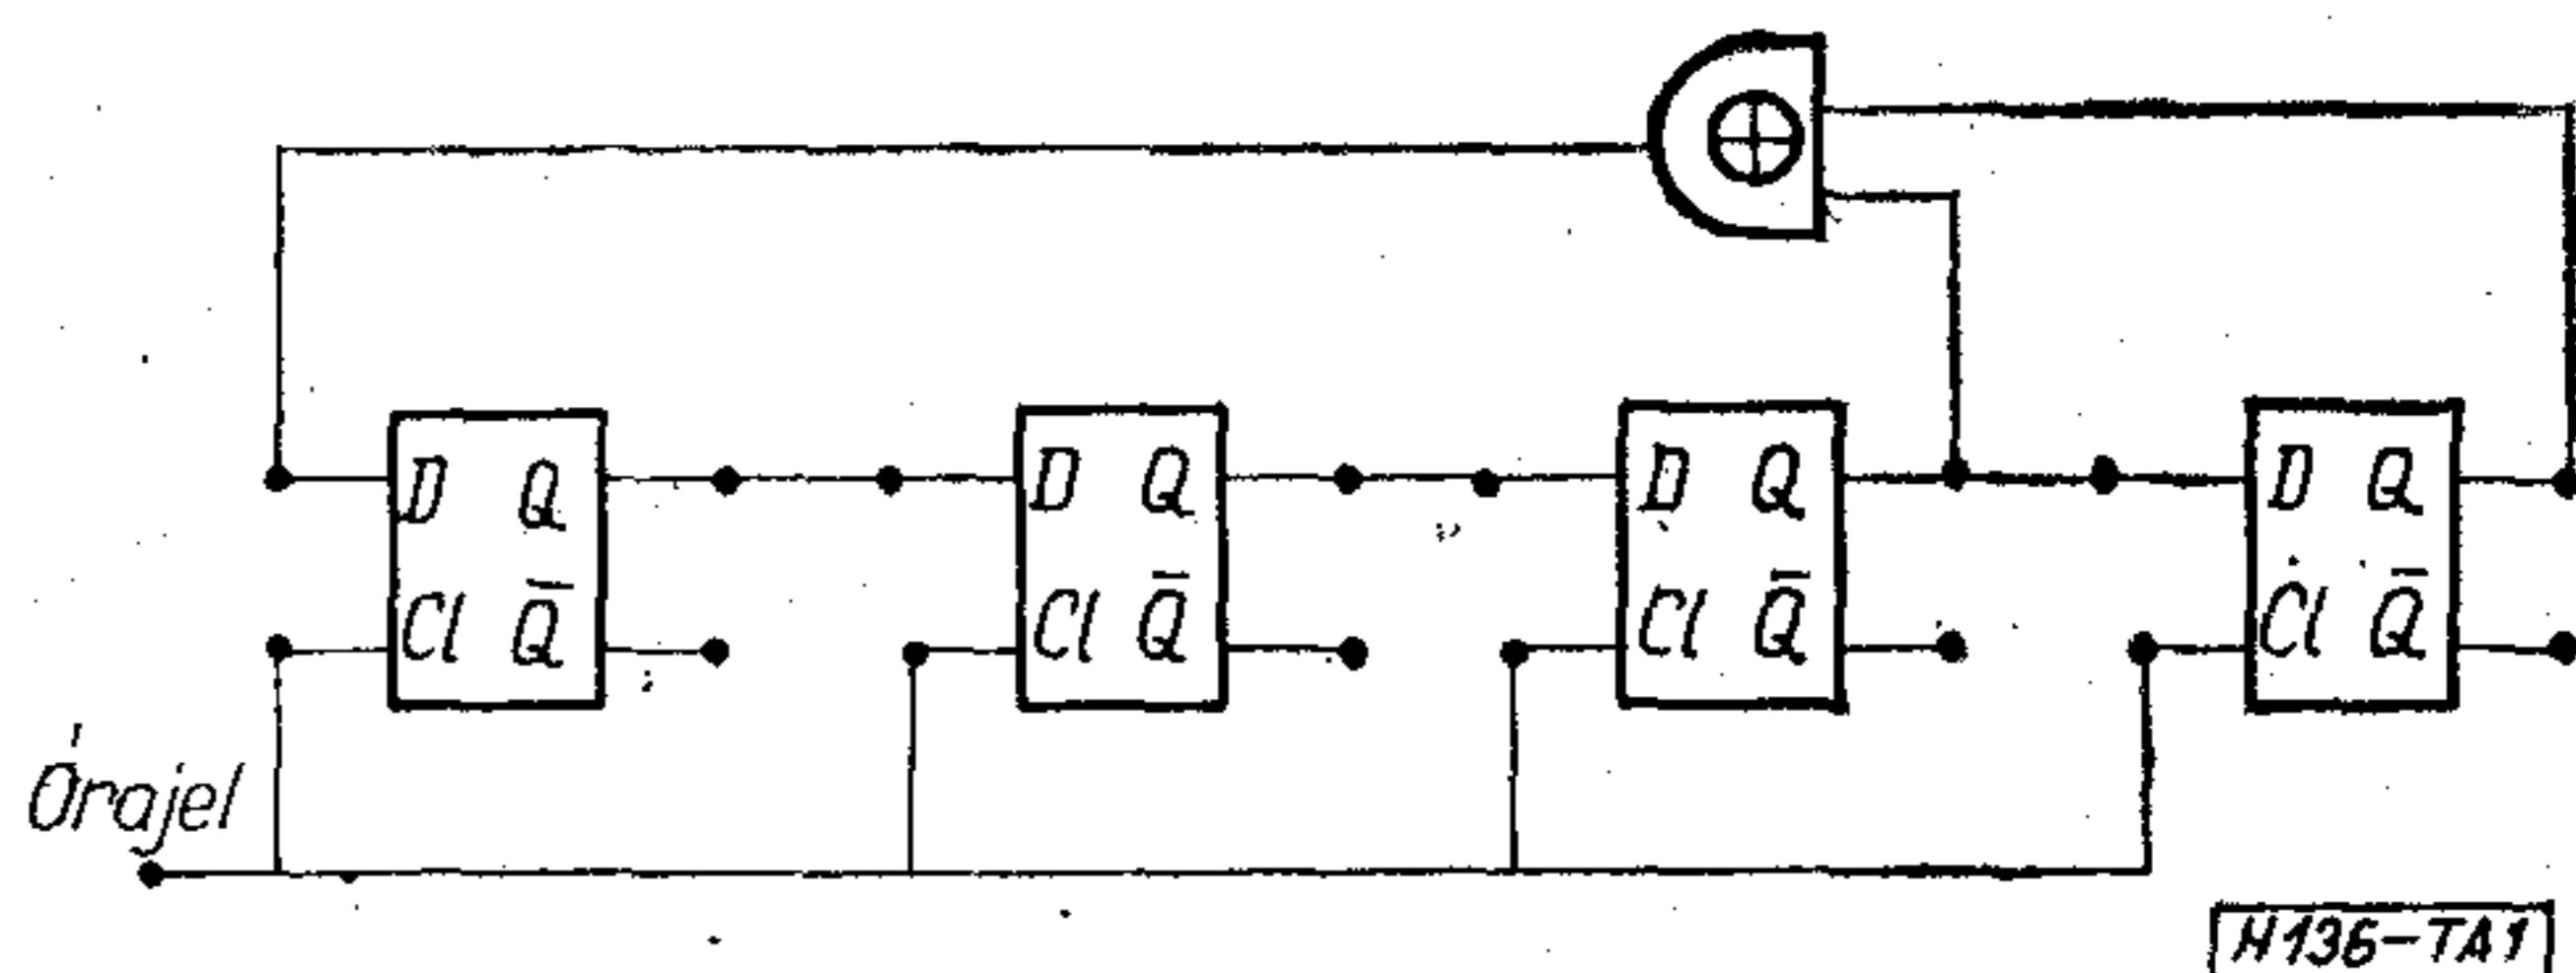 D Q
D Q
D Q
D Q
Cl Q̅
Cl Q̅
Cl Q̅
Cl Q̅
Órajel
H136-TA1